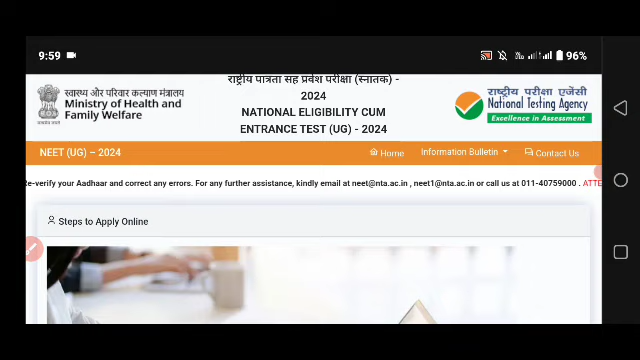 9:59
96%
स्वास्थ्य और परिवार कल्याण मंत्रालय
Ministry of Health and
Family Welfare
राष्ट्रीय पात्रता सह प्रवेश परीक्षा (स्नातक) -
2024
NATIONAL ELIGIBILITY CUM
ENTRANCE TEST (UG) - 2024
राष्ट्रीय परीक्षा एजेंसी
National Testing Agency
Excellence in Assessment
NEET (UG) – 2024
Home
Information Bulletin
Contact Us
Re-verify your Aadhaar and correct any errors. For any further assistance, kindly email at neet@nta.ac.in , neet1@nta.ac.in or call us at 011-40759000 . ATTE
Steps to Apply Online